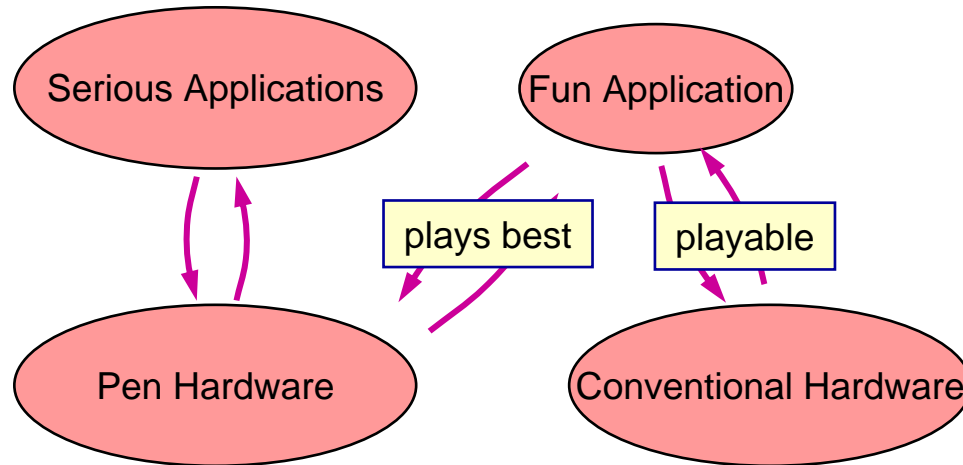 Serious Applications
Fun Application
plays best
playable
Pen Hardware
Conventional Hardware